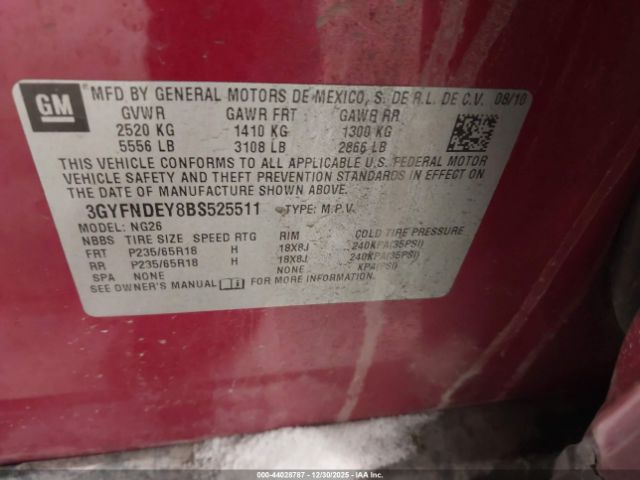 GM
MFD BY GENERAL MOTORS DE MEXICO, S. DE R.L. DE C.V. 08/10
GVWR GAWR FRT GAWR RR
2520 KG 1410 KG 1300 KG
5556 LB 3108 LB 2866 LB
THIS VEHICLE CONFORMS TO ALL APPLICABLE U.S. FEDERAL MOTOR
VEHICLE SAFETY AND THEFT PREVENTION STANDARDS IN EFFECT ON
THE DATE OF MANUFACTURE SHOWN ABOVE.
3GYFNDEY8BS525511 TYPE: M.P.V.
MODEL: NG26
NBBS TIRE SIZE SPEED RTG RIM COLD TIRE PRESSURE
FRT P235/65R18 H 18X8J 240KPA(35PSI)
RR P235/65R18 H 18X8J 240KPA(35PSI)
SPA NONE NONE KPA(PSI)
SEE OWNER'S MANUAL FOR MORE INFORMATION.
000-44028787 - 12/30/2025 - IAA, Inc.